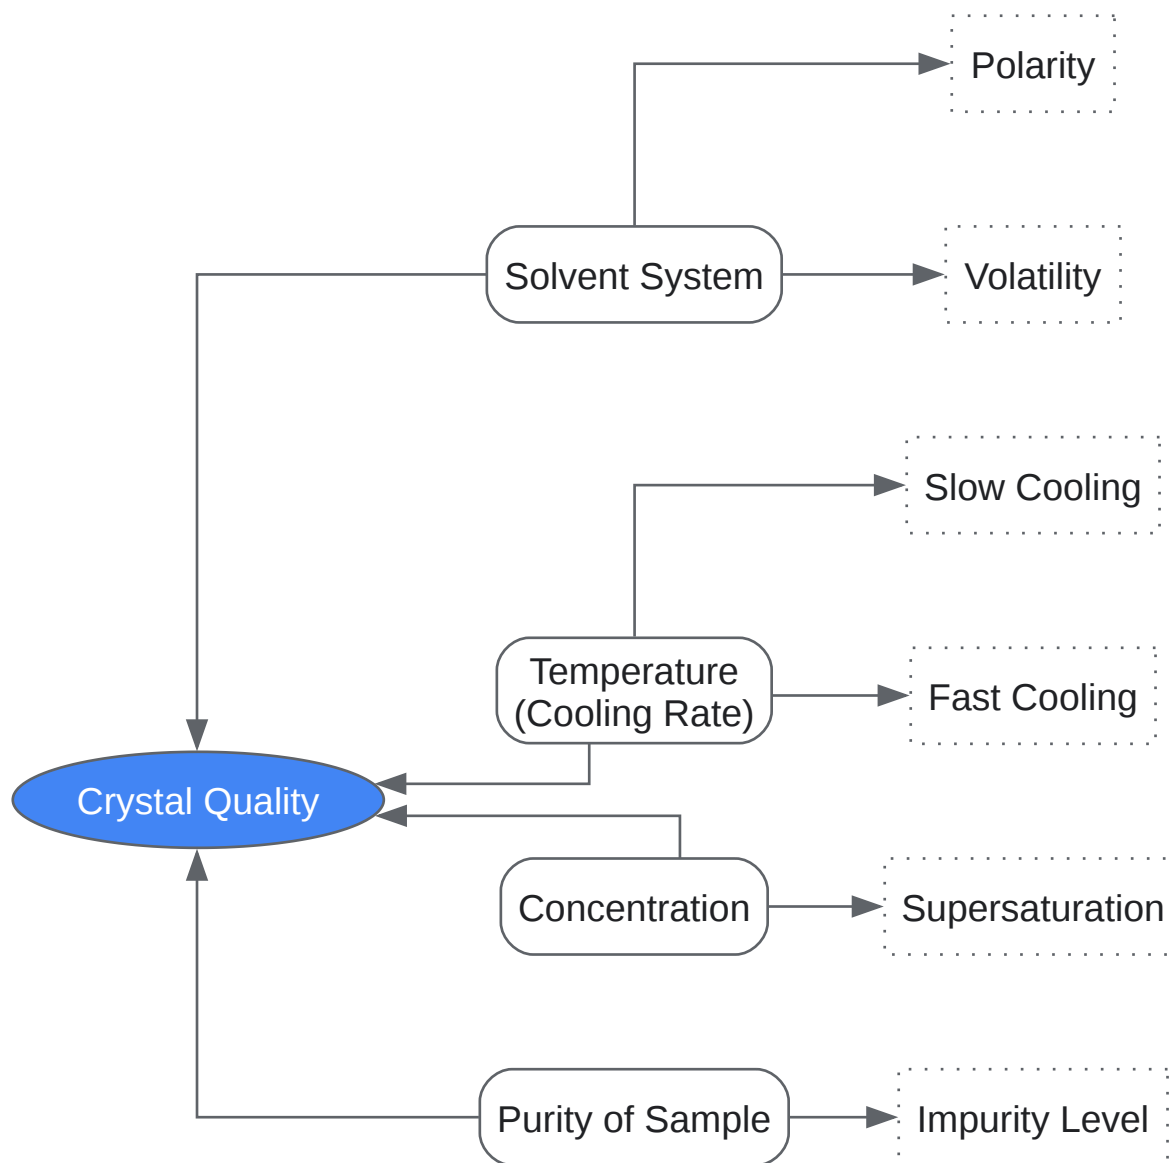 Polarity
Solvent System
Volatility
Slow Cooling
Temperature
(Cooling Rate)
Fast Cooling
Crystal Quality
Concentration
Supersaturation
Purity of Sample
Impurity Level